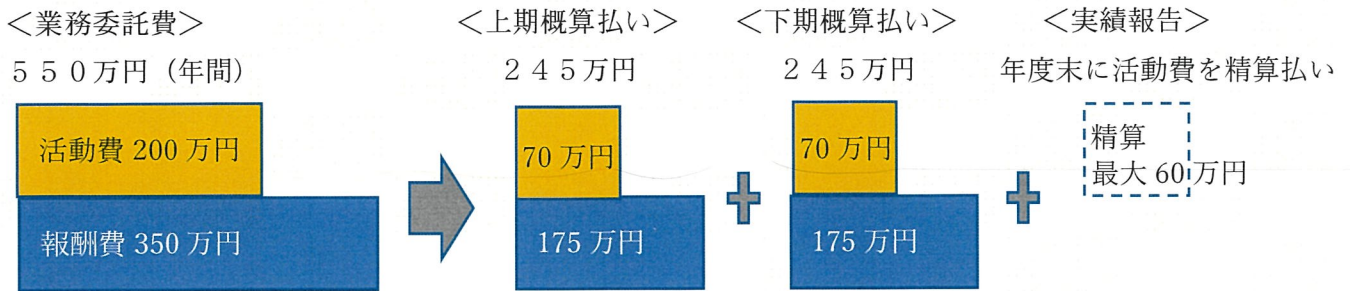 ＜業務委託費＞
５５０万円（年間）
活動費 200 万円
報酬費 350 万円
＜上期概算払い＞
２４５万円
70 万円
175 万円
＜下期概算払い＞
２４５万円
70 万円
175 万円
＜実績報告＞
年度末に活動費を精算払い
精算
最大 60 万円